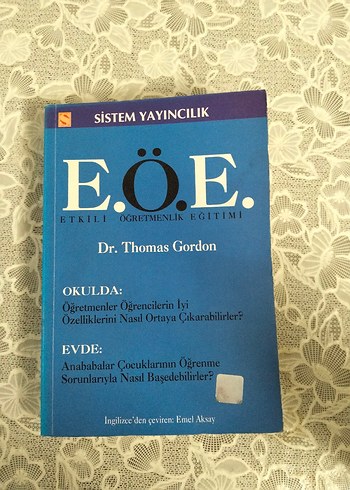 SİSTEM YAYINCILIK
E.Ö.E.
ETKİLİ ÖĞRETMENLİK EĞİTİMİ
Dr. Thomas Gordon
OKULDA:
Öğretmenler Öğrencilerin İyi
Özelliklerini Nasıl Ortaya Çıkarabilirler?
EVDE:
Anababalar Çocuklarının Öğrenme
Sorunlarıyla Nasıl Başedebilirler?
İngilizce'den çeviren: Emel Aksay